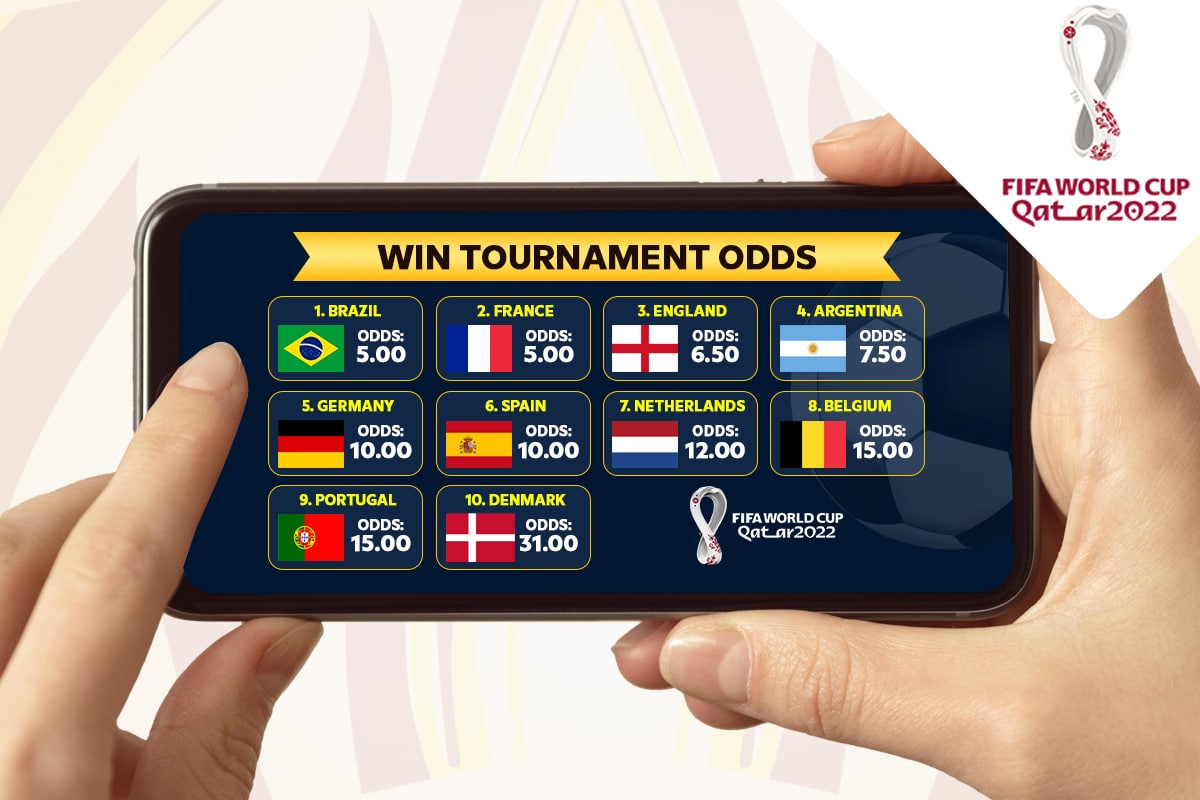 FIFA WORLD CUP
Qatar2022
WIN TOURNAMENT ODDS
1. BRAZIL
ODDS:
5.00
2. FRANCE
ODDS:
5.00
3. ENGLAND
ODDS:
6.50
4. ARGENTINA
ODDS:
7.50
5. GERMANY
ODDS:
10.00
6. SPAIN
ODDS:
10.00
7. NETHERLANDS
ODDS:
12.00
8. BELGIUM
ODDS:
15.00
9. PORTUGAL
ODDS:
15.00
10. DENMARK
ODDS:
31.00
FIFA WORLD CUP
Qatar2022
TM